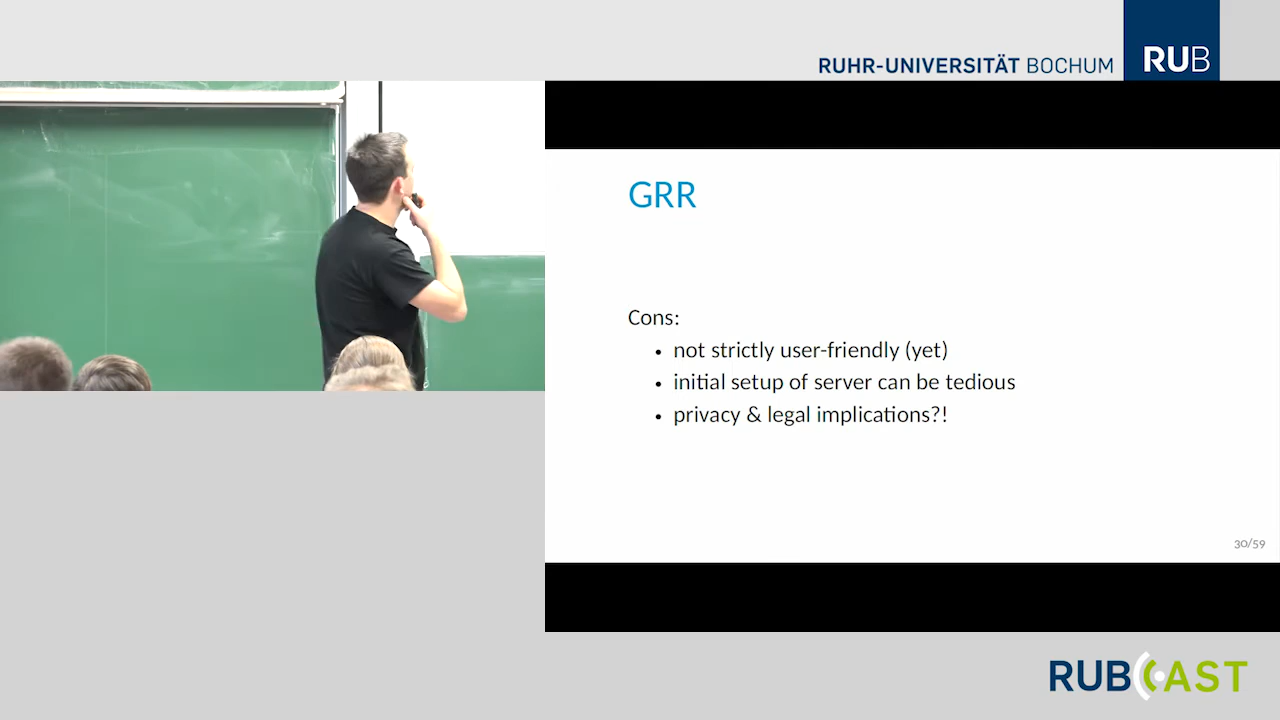 RUHR-UNIVERSITÄT BOCHUM
RUB
GRR
Cons:
• not strictly user-friendly (yet)
• initial setup of server can be tedious
• privacy & legal implications?!
30/59
RUBCAST